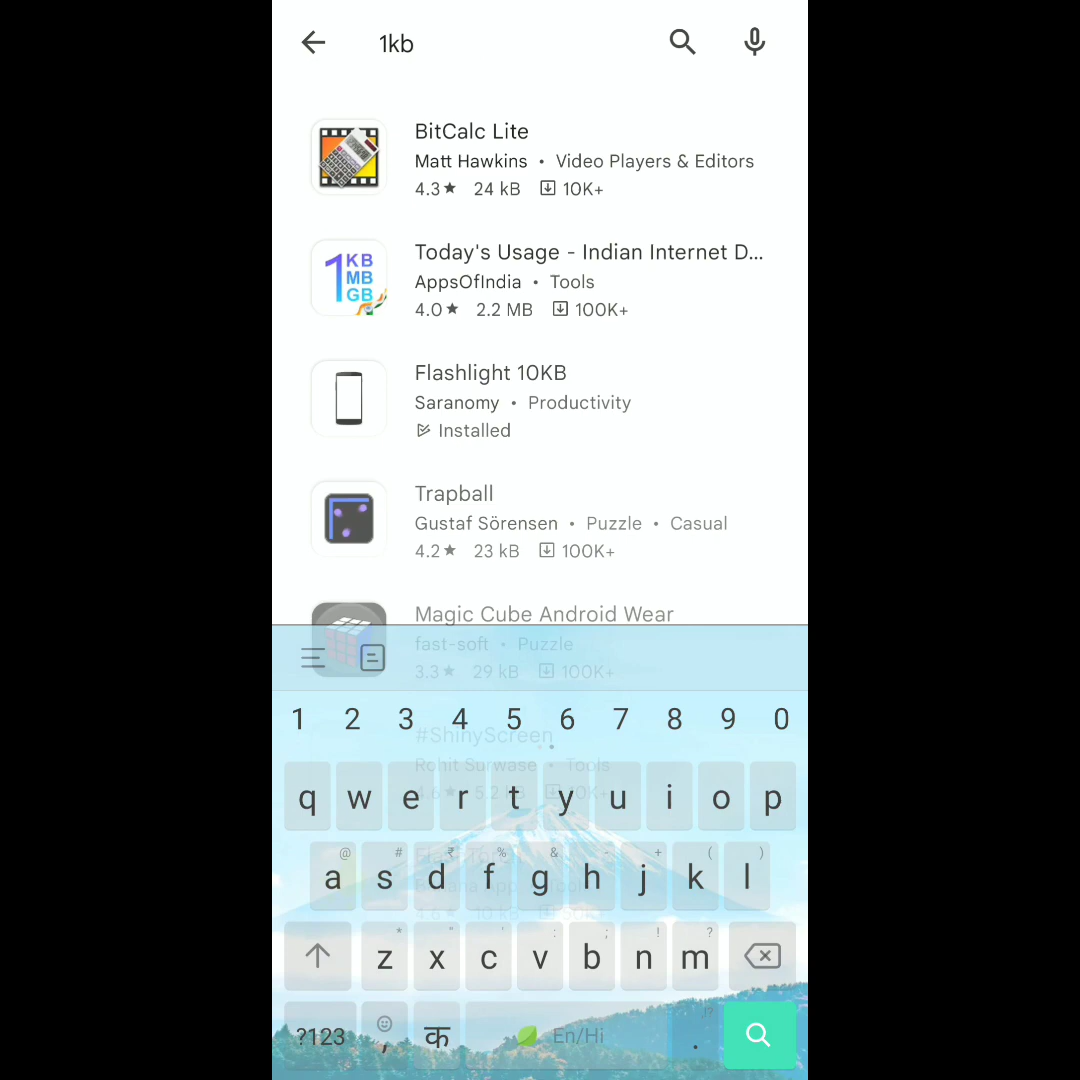 1kb
BitCalc Lite
Matt Hawkins • Video Players & Editors
4.3★ 24 kB 10K+
1 KB
MB
GB
Today's Usage - Indian Internet D...
AppsOfIndia • Tools
4.0★ 2.2 MB 100K+
Flashlight 10KB
Saranomy • Productivity
Installed
Trapball
Gustaf Sörensen • Puzzle • Casual
4.2★ 23 kB 100K+
Magic Cube Android Wear
fast-soft • Puzzle
3.3★ 29 kB 100K+
1 2 3 4 5 6 7 8 9 0
#ShinyScreen
Rohit Surwase • Tools
q w e r t y u i o p
@ # ₹ % & - + ( )
a s d f g h j k l
* " ' : ; ! ?
z x c v b n m
?123 , क En/Hi . ,!?